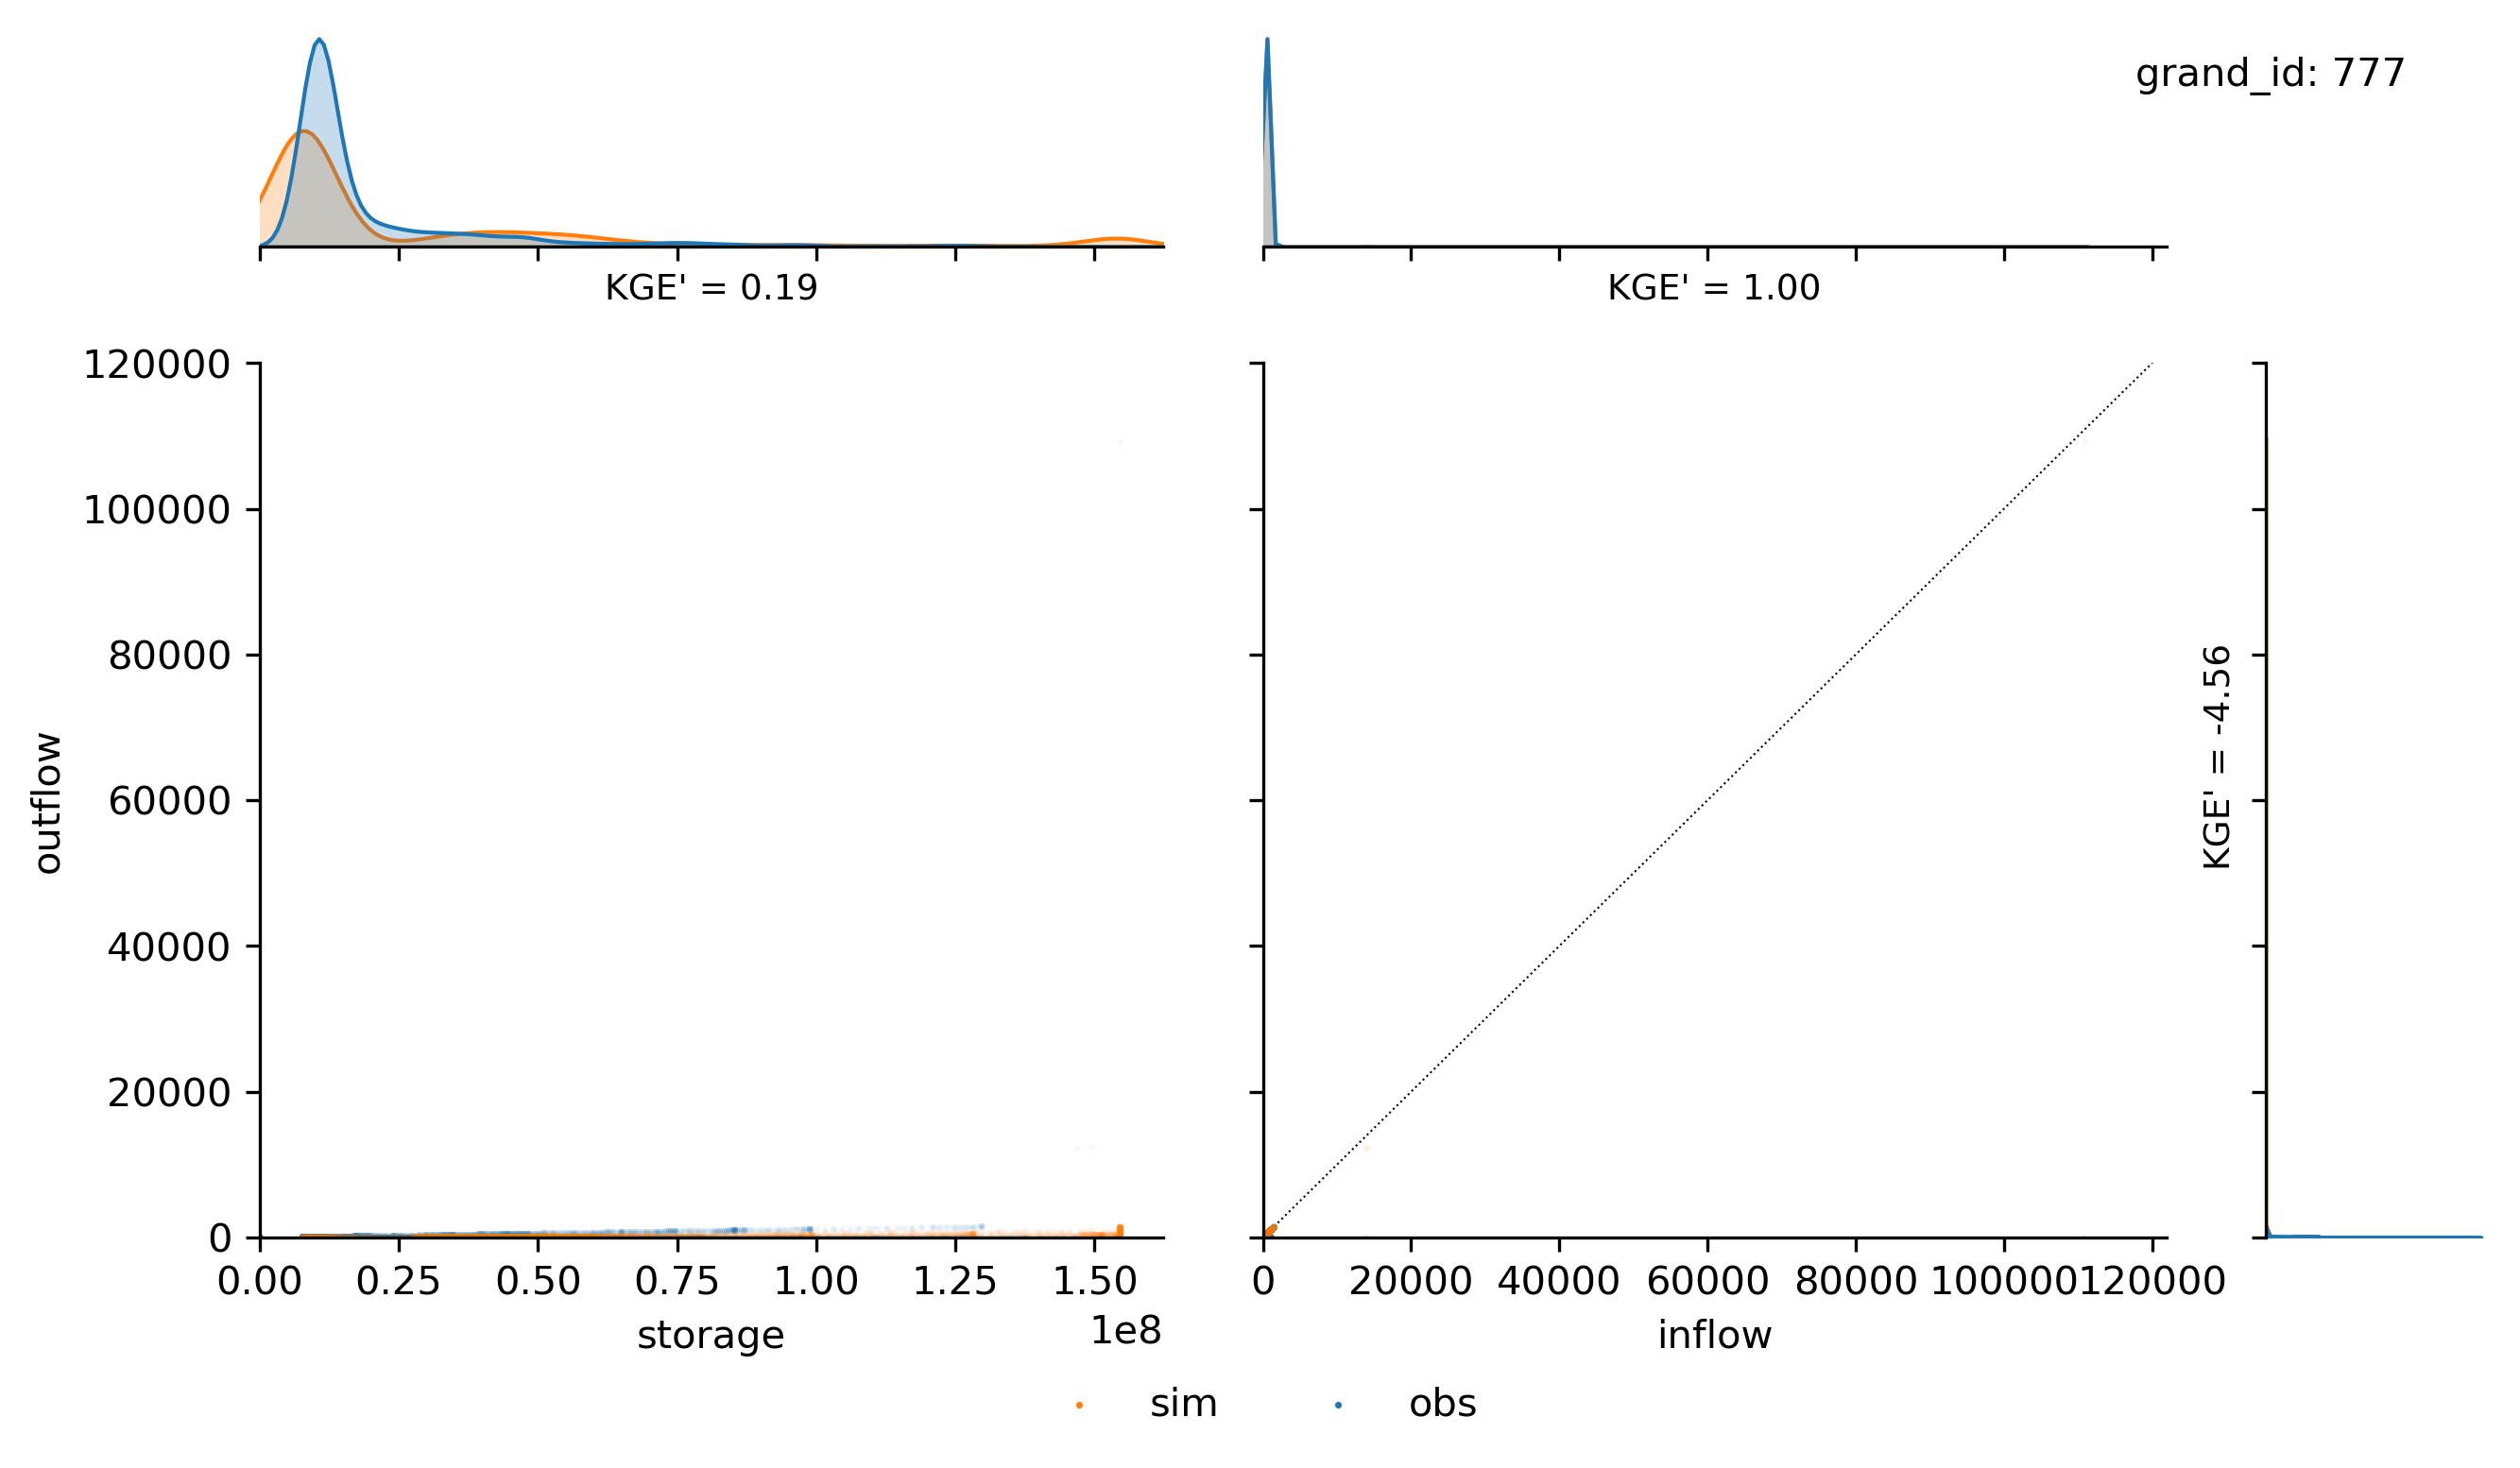 grand_id: 777
KGE' = 0.19
KGE' = 1.00
120000
100000
80000
60000
40000
20000
0
outflow
KGE' = -4.56
0.00 0.25 0.50 0.75 1.00 1.25 1.50
1e8
storage
0 20000 40000 60000 80000 100000 120000
inflow
sim obs